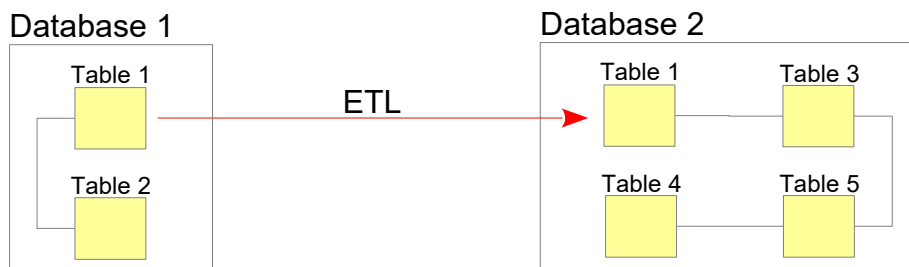 Database 1
Database 2
Table 1
Table 1
Table 3
ETL
Table 2
Table 4
Table 5